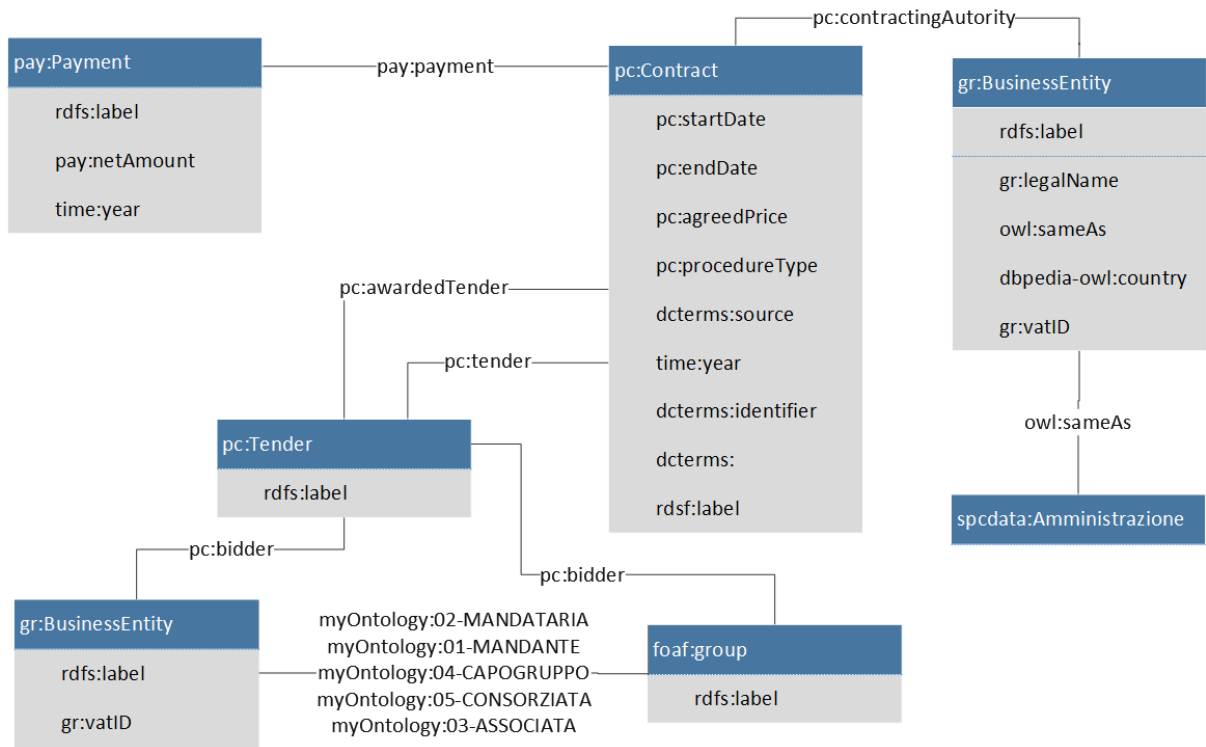 pc:contractingAutority
pay:Payment
rdfs:label
pay:netAmount
time:year
pay:payment
pc:Contract
pc:startDate
pc:endDate
pc:agreedPrice
pc:procedureType
dcterms:source
time:year
dcterms:identifier
dcterms:
rdsf:label
gr:BusinessEntity
rdfs:label
gr:legalName
owl:sameAs
dbpedia-owl:country
gr:vatID
owl:sameAs
spcdata:Amministrazione
pc:awardedTender
pc:tender
pc:Tender
rdfs:label
pc:bidder
pc:bidder
gr:BusinessEntity
rdfs:label
gr:vatID
myOntology:02-MANDATARIA
myOntology:01-MANDANTE
myOntology:04-CAPOGRUPPO
myOntology:05-CONSORZIATA
myOntology:03-ASSOCIATA
foaf:group
rdfs:label